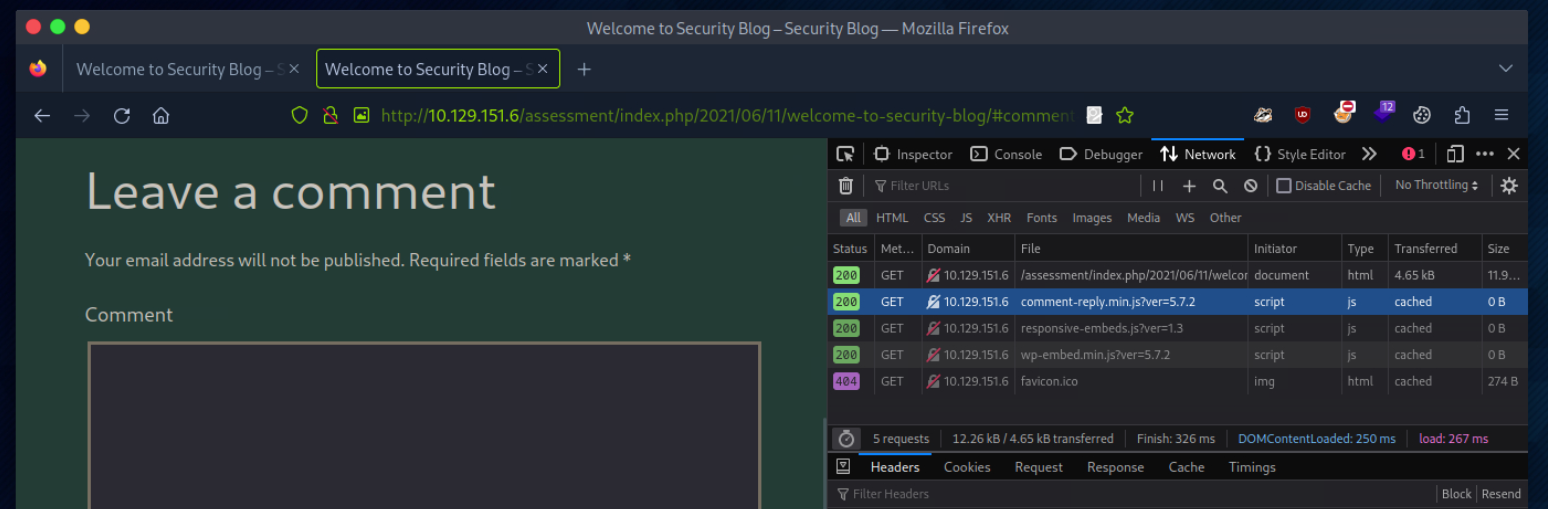 Welcome to Security Blog – Security Blog — Mozilla Firefox
Welcome to Security Blog – S
Welcome to Security Blog – S
http://10.129.151.6/assessment/index.php/2021/06/11/welcome-to-security-blog/#comment
12
Leave a comment
Your email address will not be published. Required fields are marked *
Comment
Inspector Console Debugger Network Style Editor 1
Filter URLs Disable Cache No Throttling
All HTML CSS JS XHR Fonts Images Media WS Other
Status Met... Domain File Initiator Type Transferred Size
200 GET 10.129.151.6 /assessment/index.php/2021/06/11/welcor document html 4.65 kB 11.9...
200 GET 10.129.151.6 comment-reply.min.js?ver=5.7.2 script js cached 0 B
200 GET 10.129.151.6 responsive-embeds.js?ver=1.3 script js cached 0 B
200 GET 10.129.151.6 wp-embed.min.js?ver=5.7.2 script js cached 0 B
404 GET 10.129.151.6 favicon.ico img html cached 274 B
5 requests 12.26 kB / 4.65 kB transferred Finish: 326 ms DOMContentLoaded: 250 ms load: 267 ms
Headers Cookies Request Response Cache Timings
Filter Headers Block Resend